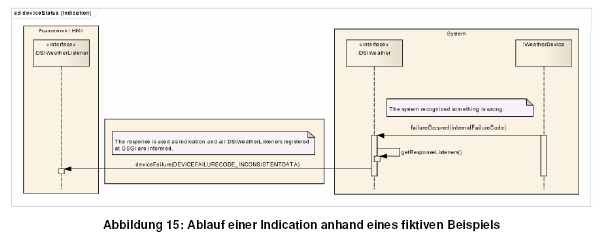 sd deviceStatus (Indication)
Framework / HMI
System
«interface»
:DSIWeatherListener
«interface»
:DSIWeather
:WeatherDevice
The system recognized something is wrong.
failureOccured(internalFailureCode)
The response is used as indication and all DSIWeatherListeners registered
at OSGi are informed.
getResponseListeners()
deviceFailure(DEVICEFAILURECODE_INCONSISTENTDATA)
Abbildung 15: Ablauf einer Indication anhand eines fiktiven Beispiels